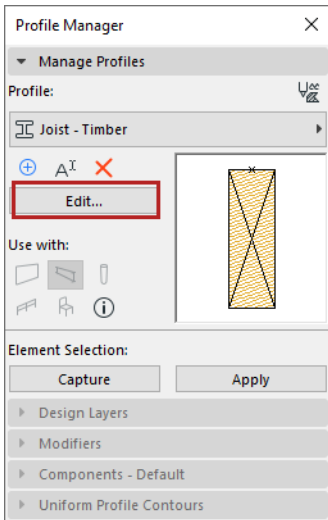 Profile Manager
Manage Profiles
Profile:
Joist - Timber
Edit...
Use with:
Element Selection:
Capture
Apply
Design Layers
Modifiers
Components - Default
Uniform Profile Contours